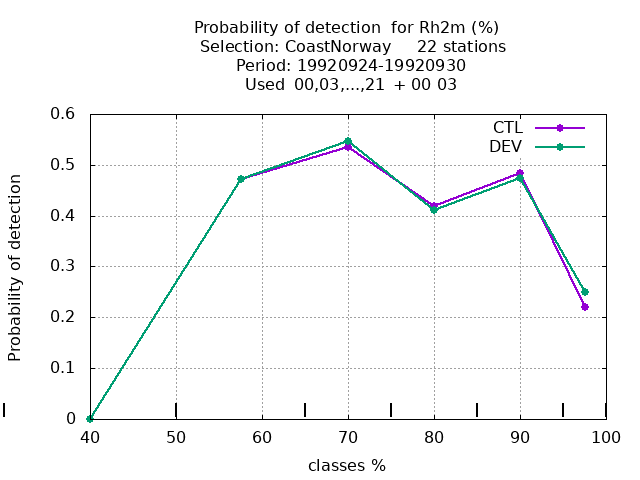 Probability of detection for Rh2m (%)
Selection: CoastNorway 22 stations
Period: 19920924-19920930
Used 00,03,...,21 + 00 03
CTL
DEV
Probability of detection
0.6
0.5
0.4
0.3
0.2
0.1
0
40 50 60 70 80 90 100
classes %